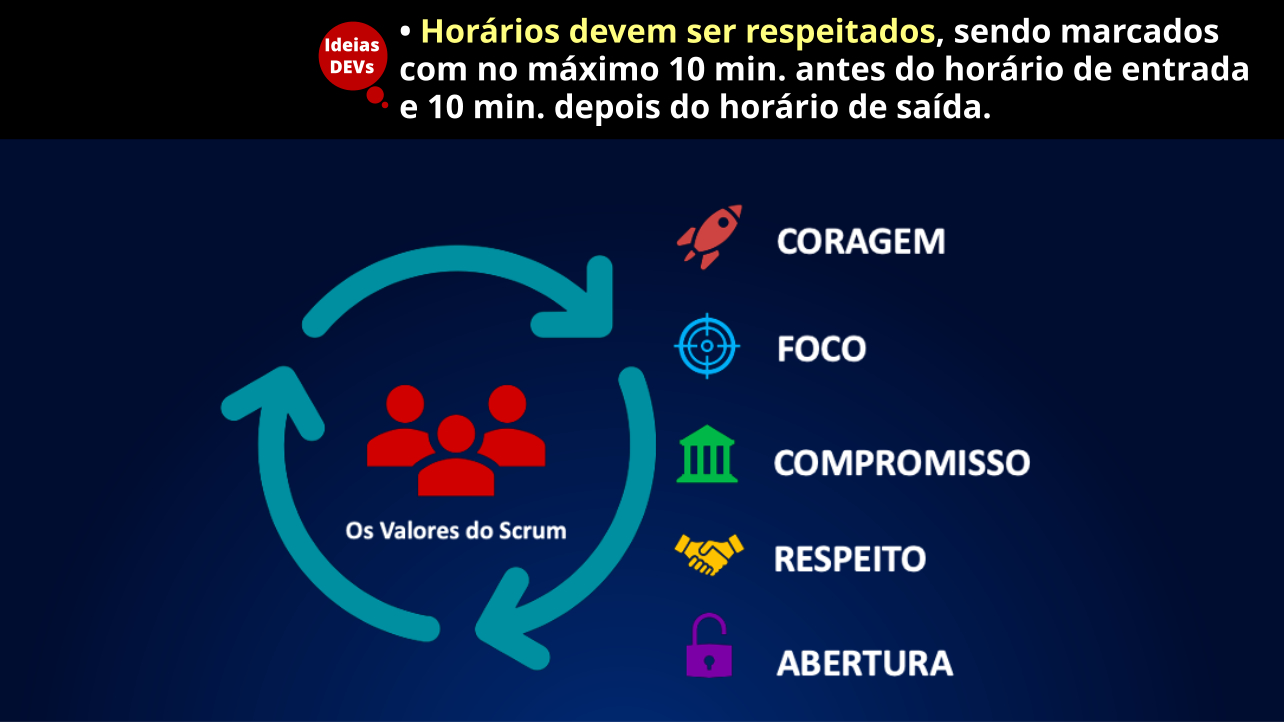 Ideias
DEVs
• Horários devem ser respeitados, sendo marcados
com no máximo 10 min. antes do horário de entrada
e 10 min. depois do horário de saída.
CORAGEM
FOCO
COMPROMISSO
Os Valores do Scrum
RESPEITO
ABERTURA